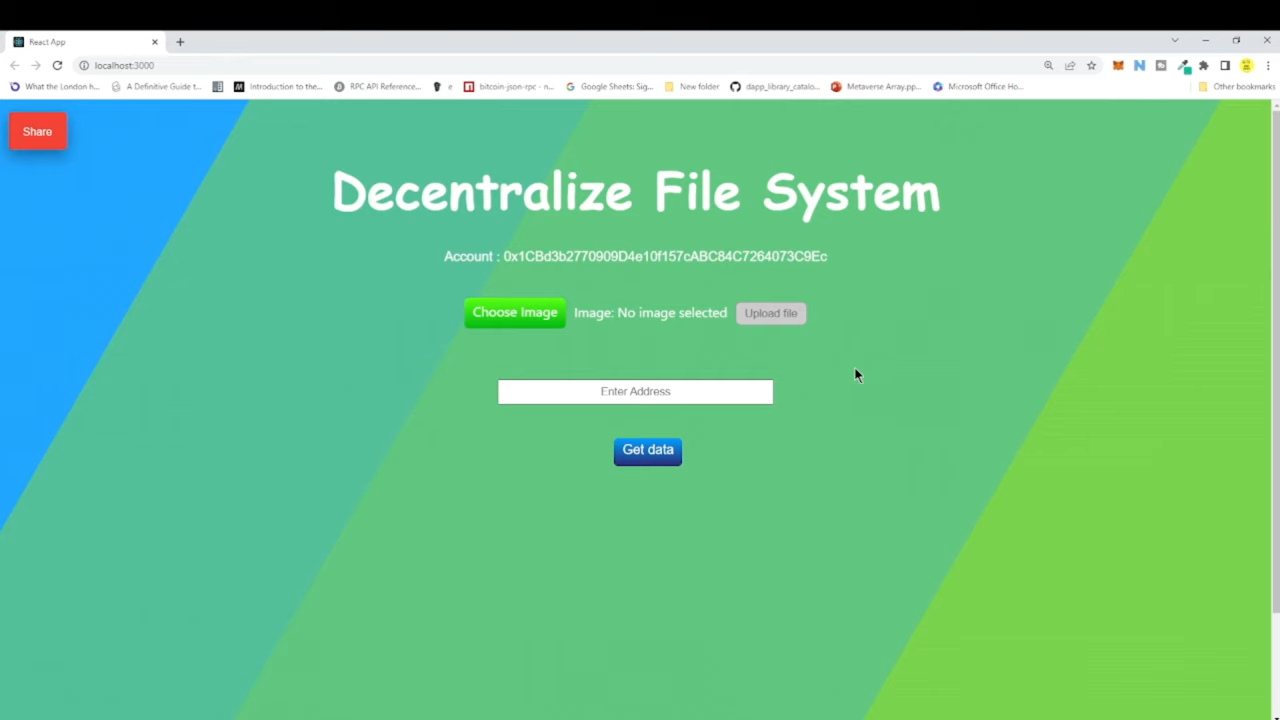 React App
localhost:3000
What the London h...
A Definitive Guide t...
Introduction to the...
RPC API Reference...
e
bitcoin-json-rpc - n...
Google Sheets: Sig...
New folder
dapp_library_catalo...
Metaverse Array.pp...
Microsoft Office Ho...
Other bookmarks
Share
Decentralize File System
Account : 0x1CBd3b2770909D4e10f157cABC84C7264073C9Ec
Choose Image Image: No image selected Upload file
Enter Address
Get data